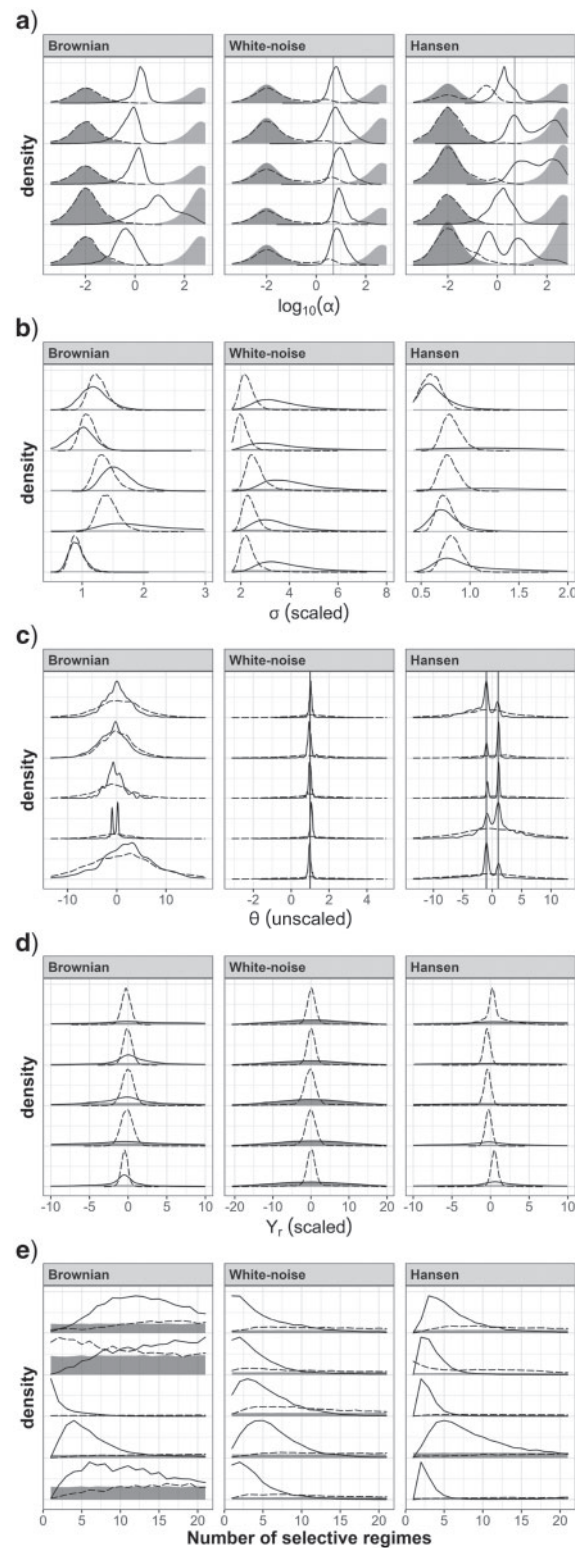 a)
Brownian White-noise Hansen
density
-2 0 2 -2 0 2 -2 0 2
log10(α)
b)
Brownian White-noise Hansen
density
1 2 3 2 4 6 8 0.5 1.0 1.5 2.0
σ (scaled)
c)
Brownian White-noise Hansen
density
-10 0 10 -2 0 2 4 -10 -5 0 5 10
θ (unscaled)
d)
Brownian White-noise Hansen
density
-10 -5 0 5 10 -20 -10 0 10 20 -10 -5 0 5 10
Yr (scaled)
e)
Brownian White-noise Hansen
density
0 5 10 15 20 0 5 10 15 20 0 5 10 15 20
Number of selective regimes